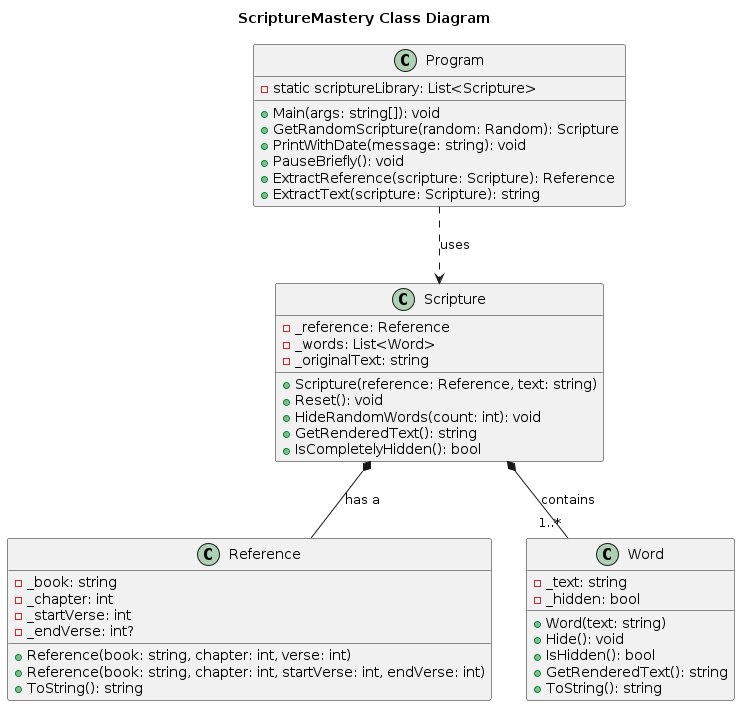 ScriptureMastery Class Diagram
C Program
static scriptureLibrary: List<Scripture>
Main(args: string[]): void
GetRandomScripture(random: Random): Scripture
PrintWithDate(message: string): void
PauseBriefly(): void
ExtractReference(scripture: Scripture): Reference
ExtractText(scripture: Scripture): string
uses
C Scripture
_reference: Reference
_words: List<Word>
_originalText: string
Scripture(reference: Reference, text: string)
Reset(): void
HideRandomWords(count: int): void
GetRenderedText(): string
IsCompletelyHidden(): bool
has a
contains
1..*
C Reference
_book: string
_chapter: int
_startVerse: int
_endVerse: int?
Reference(book: string, chapter: int, verse: int)
Reference(book: string, chapter: int, startVerse: int, endVerse: int)
ToString(): string
C Word
_text: string
_hidden: bool
Word(text: string)
Hide(): void
IsHidden(): bool
GetRenderedText(): string
ToString(): string